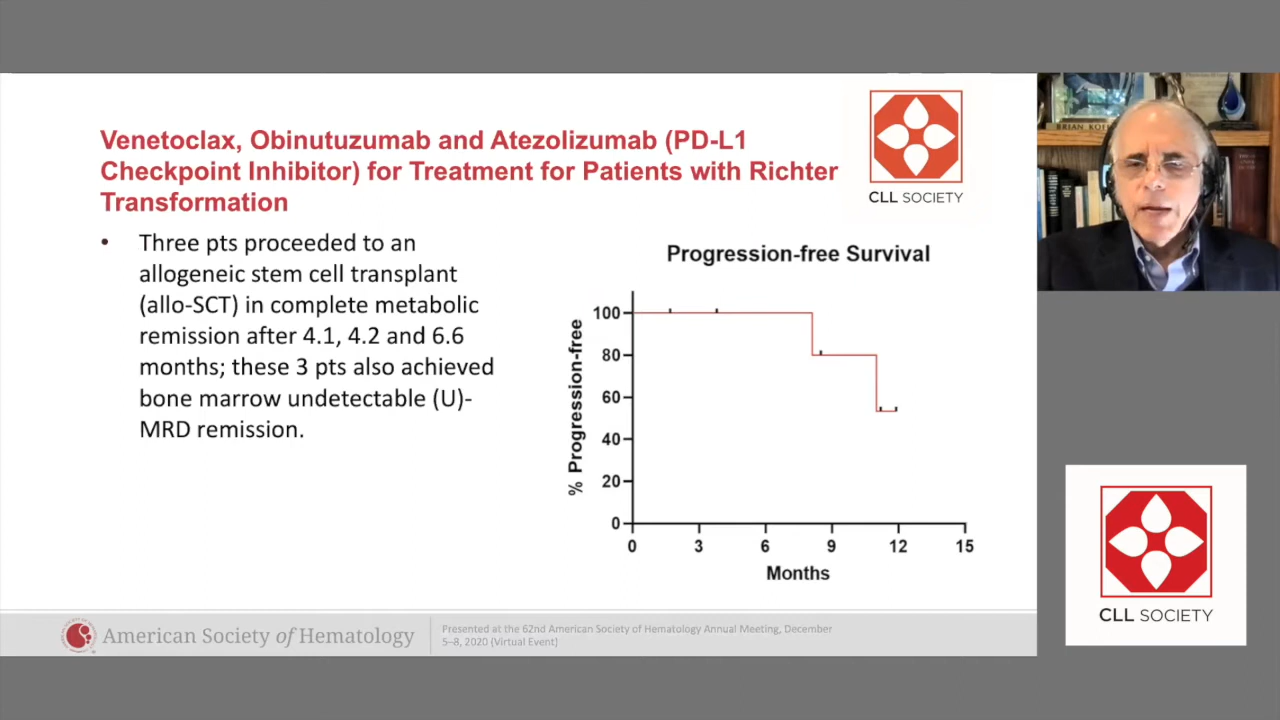 Venetoclax, Obinutuzumab and Atezolizumab (PD-L1
Checkpoint Inhibitor) for Treatment for Patients with Richter
Transformation
CLL SOCIETY
• Three pts proceeded to an
allogeneic stem cell transplant
(allo-SCT) in complete metabolic
remission after 4.1, 4.2 and 6.6
months; these 3 pts also achieved
bone marrow undetectable (U)-
MRD remission.
Progression-free Survival
% Progression-free
100
80
60
40
20
0
0 3 6 9 12 15
Months
American Society of Hematology
Presented at the 62nd American Society of Hematology Annual Meeting, December
5–8, 2020 (Virtual Event)
BRIAN
CLL SOCIETY